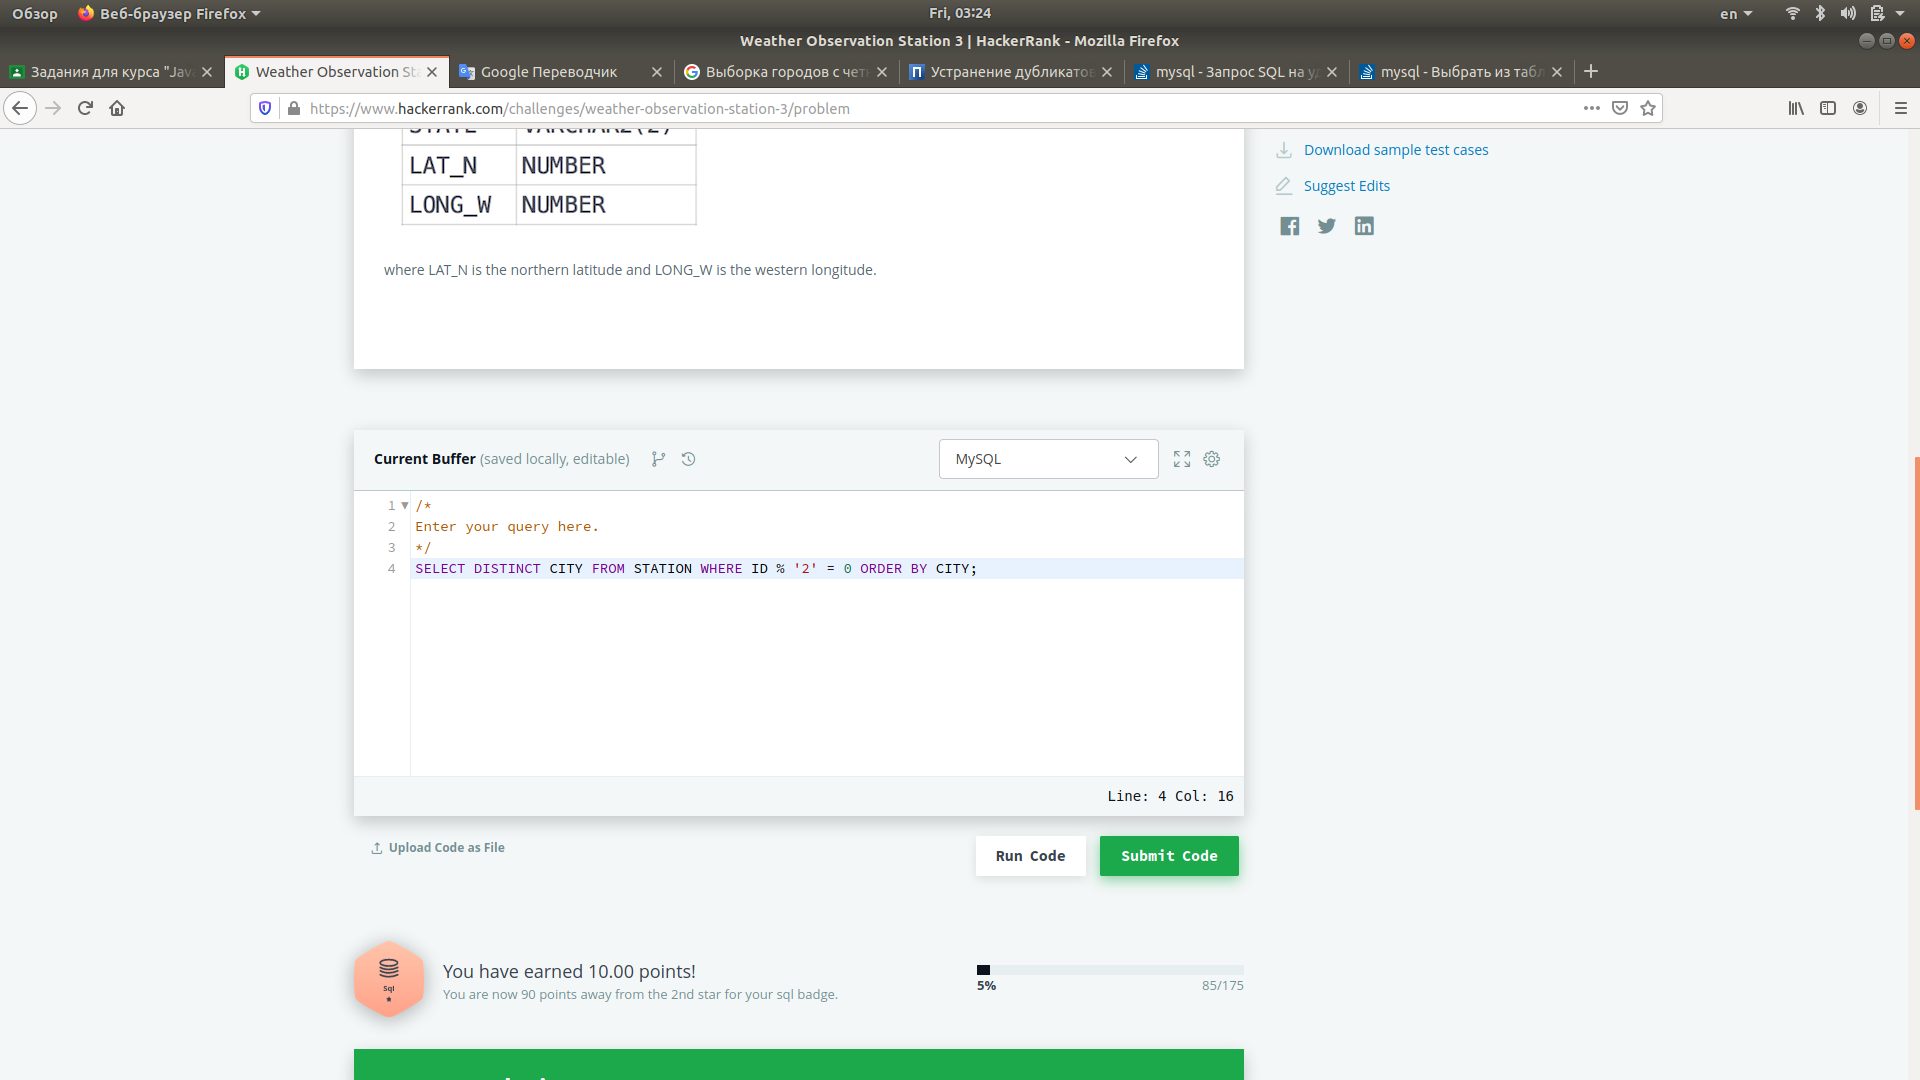 Обзор Веб-браузер Firefox Fri, 03:24 en
Weather Observation Station 3 | HackerRank - Mozilla Firefox
Задания для курса "Jav Weather Observation St Google Переводчик Выборка городов с чет Устранение дубликатов mysql - Запрос SQL на у mysql - Выбрать из таб
https://www.hackerrank.com/challenges/weather-observation-station-3/problem
STATE VARCHAR2(2)
LAT_N NUMBER
LONG_W NUMBER
where LAT_N is the northern latitude and LONG_W is the western longitude.
Download sample test cases
Suggest Edits
Current Buffer (saved locally, editable) MySQL
1 /*
2 Enter your query here.
3 */
4 SELECT DISTINCT CITY FROM STATION WHERE ID % '2' = 0 ORDER BY CITY;
Line: 4 Col: 16
Upload Code as File Run Code Submit Code
Sql
You have earned 10.00 points!
You are now 90 points away from the 2nd star for your sql badge.
5% 85/175